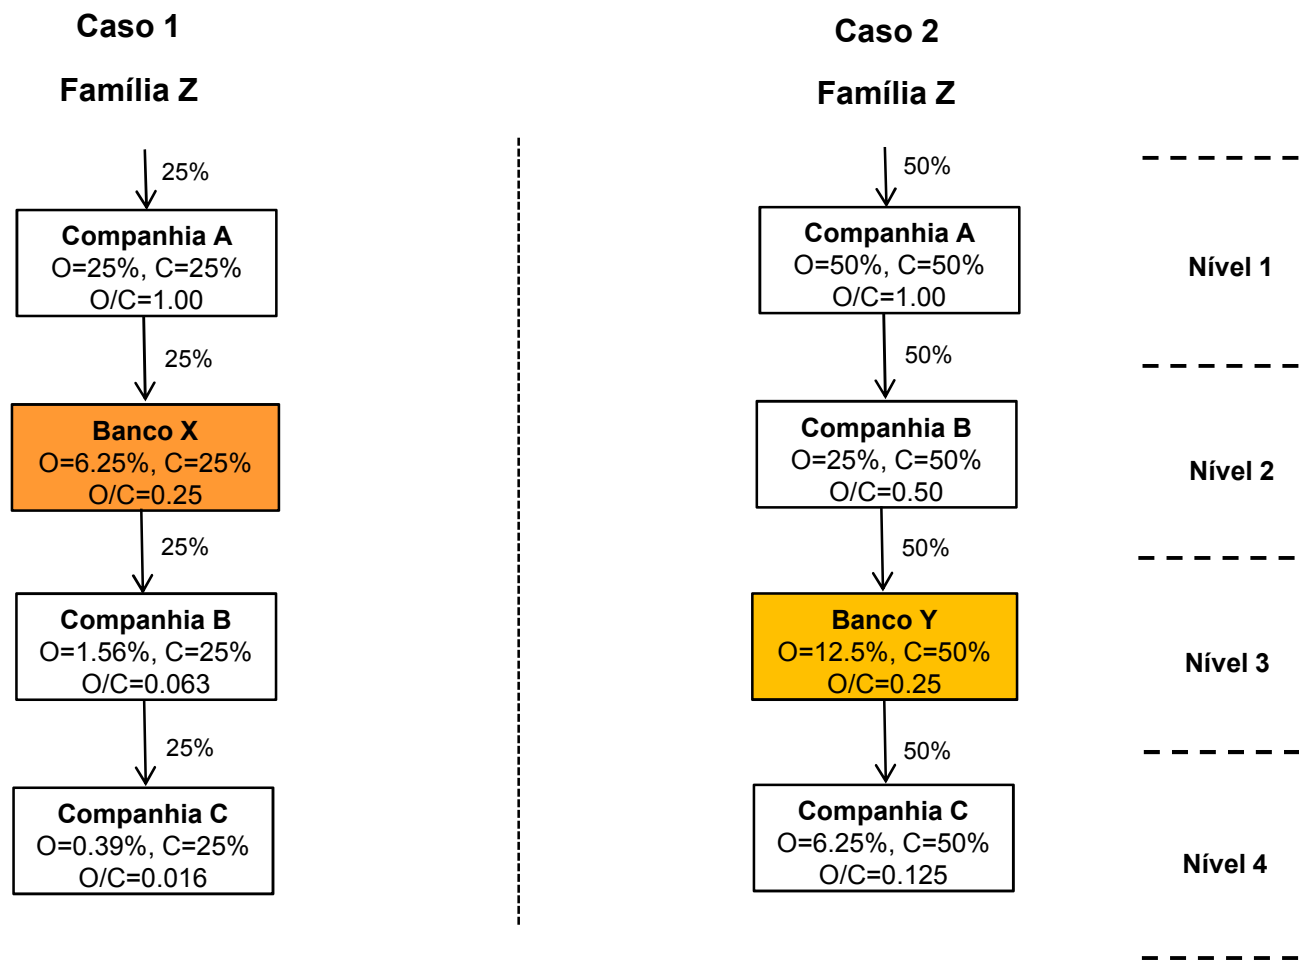 Caso 1
Família Z
25%
Companhia A
O=25%, C=25%
O/C=1.00
25%
Banco X
O=6.25%, C=25%
O/C=0.25
25%
Companhia B
O=1.56%, C=25%
O/C=0.063
25%
Companhia C
O=0.39%, C=25%
O/C=0.016
Caso 2
Família Z
50%
Companhia A
O=50%, C=50%
O/C=1.00
50%
Companhia B
O=25%, C=50%
O/C=0.50
50%
Banco Y
O=12.5%, C=50%
O/C=0.25
50%
Companhia C
O=6.25%, C=50%
O/C=0.125
Nível 1
Nível 2
Nível 3
Nível 4